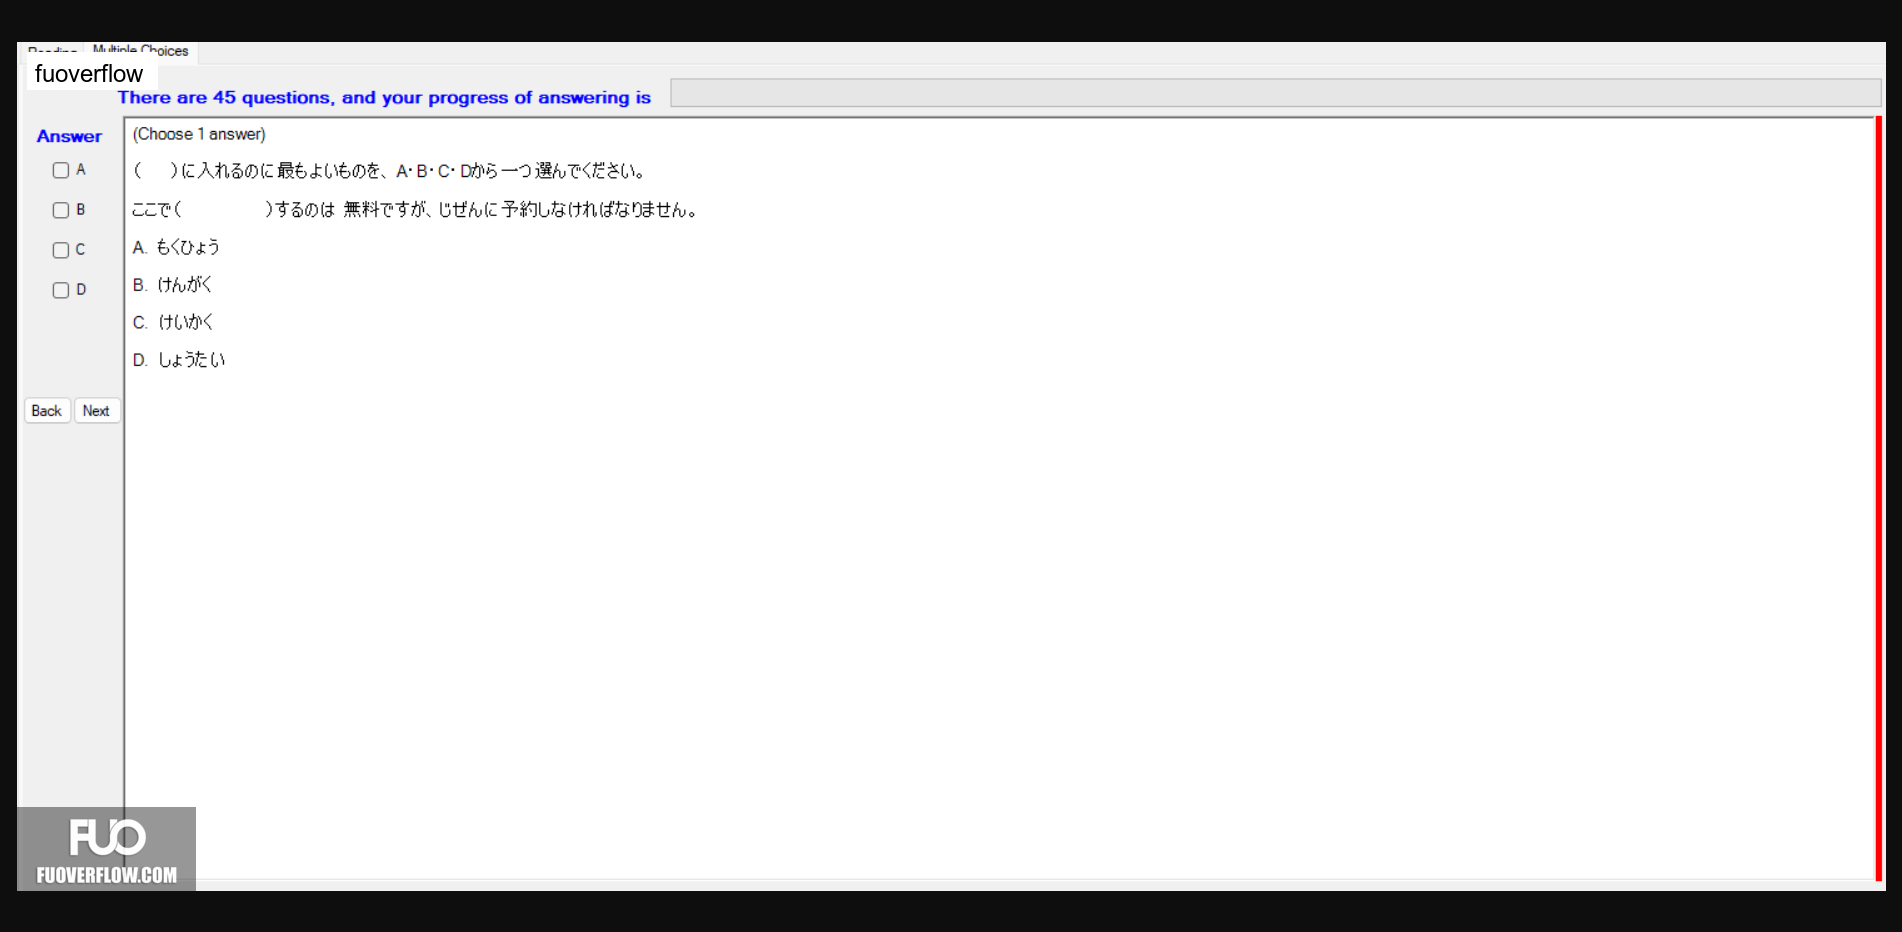 Multiple Choices
fuoverflow
There are 45 questions, and your progress of answering is
Answer
(Choose 1 answer)
A
B
C
D
(　)に入れるのに最もよいものを、A・B・C・Dから一つ選んでください。
ここで(　　　)するのは 無料ですが、じぜんに予約しなければなりません。
A. もくひょう
B. けんがく
C. けいかく
D. しょうたい
Back Next
FUO
FUOVERFLOW.COM